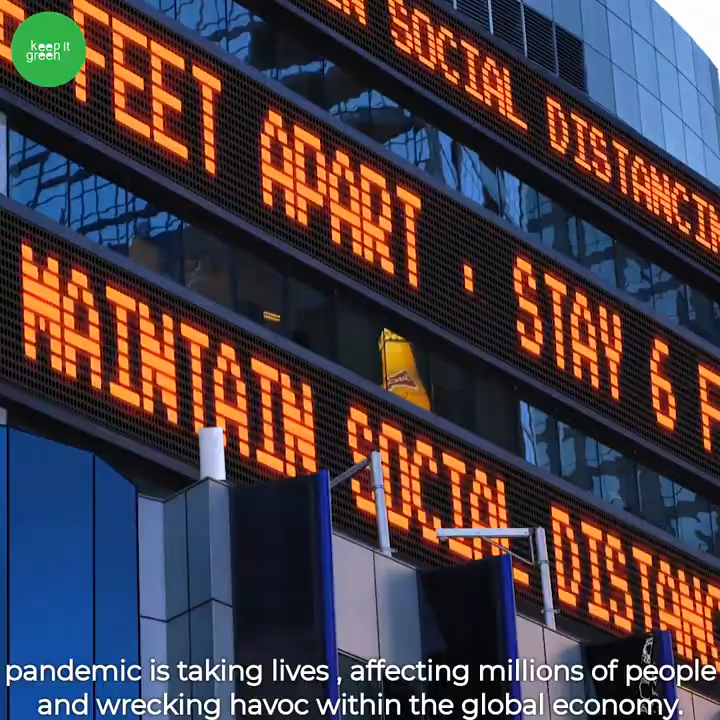 keep it
green
SOCIAL DISTANCIN
FEET APART · STAY 6 F
MAINTAIN SOCIAL DISTANC
pandemic is taking lives , affecting millions of people
and wrecking havoc within the global economy.